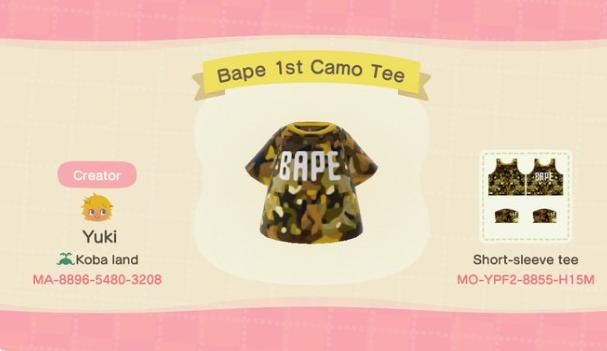 Bape 1st Camo Tee
BAPE
Creator
Yuki
Koba land
MA-8896-5480-3208
BAPE
Short-sleeve tee
MO-YPF2-8855-H15M